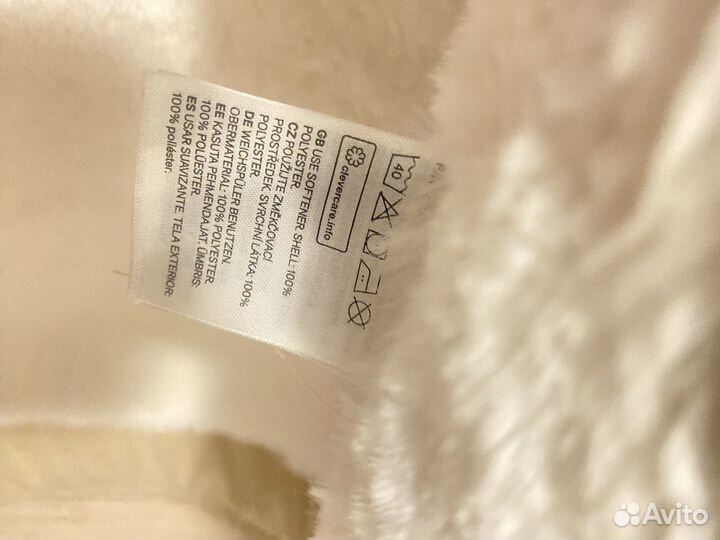 40
clevercare.info
GB USE SOFTENER. SHELL: 100%
POLYESTER.
CZ POUŽIJTE ZMĚKČOVACÍ
PROSTŘEDEK. SVRCHNÍ LÁTKA: 100%
POLYESTER
DE WEICHSPÜLER BENUTZEN.
OBERMATERIAL: 100% POLYESTER
EE KASUTA PEHMENDAJAT. ÜMBRIS:
100% POLÜESTER.
ES USAR SUAVIZANTE. TELA EXTERIOR:
100% poliéster.
Avito